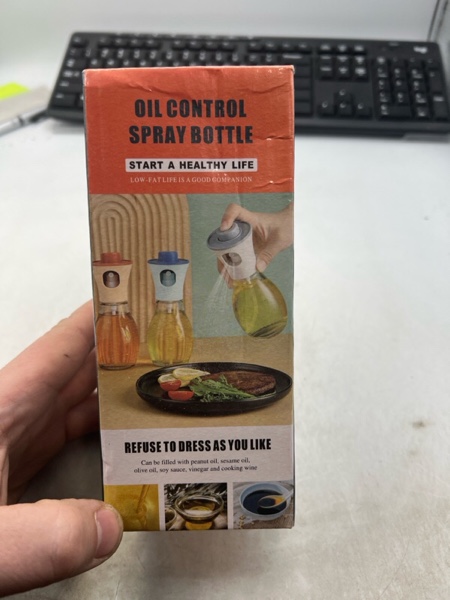 OIL CONTROL
SPRAY BOTTLE
START A HEALTHY LIFE
LOW-FAT LIFE IS A GOOD COMPANION
REFUSE TO DRESS AS YOU LIKE
Can be filled with peanut oil, sesame oil,
olive oil, soy sauce, vinegar and cooking wine